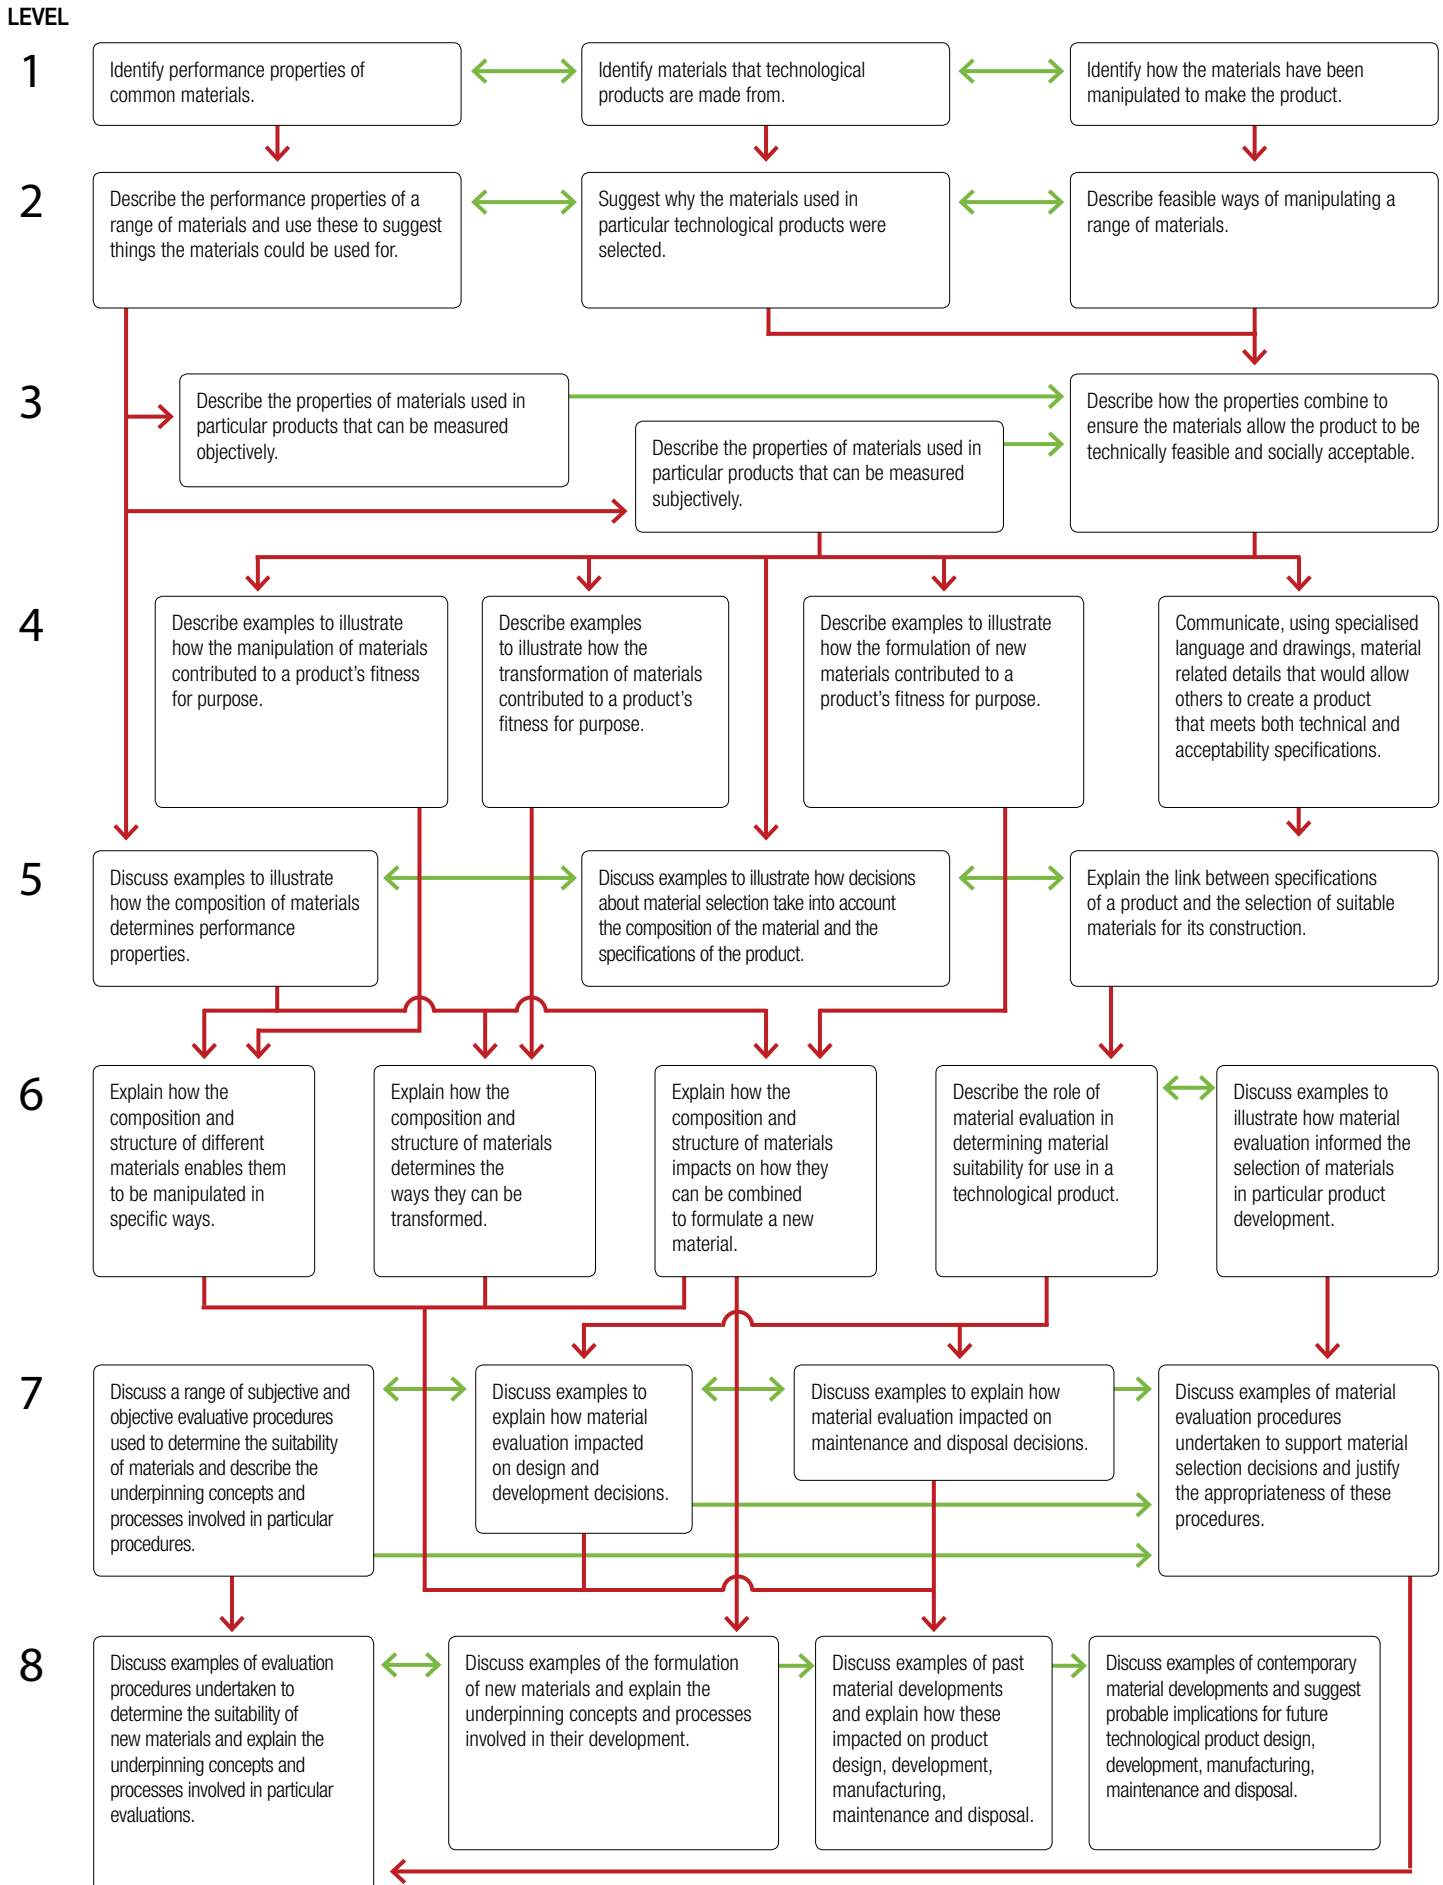 LEVEL
1
Identify performance properties of
common materials.
Identify materials that technological
products are made from.
Identify how the materials have been
manipulated to make the product.
2
Describe the performance properties of a
range of materials and use these to suggest
things the materials could be used for.
Suggest why the materials used in
particular technological products were
selected.
Describe feasible ways of manipulating a
range of materials.
3
Describe the properties of materials used in
particular products that can be measured
objectively.
Describe the properties of materials used in
particular products that can be measured
subjectively.
Describe how the properties combine to
ensure the materials allow the product to be
technically feasible and socially acceptable.
4
Describe examples to illustrate
how the manipulation of materials
contributed to a product's fitness
for purpose.
Describe examples
to illustrate how the
transformation of materials
contributed to a product's
fitness for purpose.
Describe examples to illustrate
how the formulation of new
materials contributed to a
product's fitness for purpose.
Communicate, using specialised
language and drawings, material
related details that would allow
others to create a product
that meets both technical and
acceptability specifications.
5
Discuss examples to illustrate
how the composition of materials
determines performance
properties.
Discuss examples to illustrate how decisions
about material selection take into account
the composition of the material and the
specifications of the product.
Explain the link between specifications
of a product and the selection of suitable
materials for its construction.
6
Explain how the
composition and
structure of different
materials enables them
to be manipulated in
specific ways.
Explain how the
composition and
structure of materials
determines the
ways they can be
transformed.
Explain how the
composition and
structure of materials
impacts on how they
can be combined
to formulate a new
material.
Describe the role of
material evaluation in
determining material
suitability for use in a
technological product.
Discuss examples to
illustrate how material
evaluation informed the
selection of materials
in particular product
development.
7
Discuss a range of subjective and
objective evaluative procedures
used to determine the suitability
of materials and describe the
underpinning concepts and
processes involved in particular
procedures.
Discuss examples to
explain how material
evaluation impacted
on design and
development decisions.
Discuss examples to explain how
material evaluation impacted on
maintenance and disposal decisions.
Discuss examples of material
evaluation procedures
undertaken to support material
selection decisions and justify
the appropriateness of these
procedures.
8
Discuss examples of evaluation
procedures undertaken to
determine the suitability of
new materials and explain the
underpinning concepts and
processes involved in particular
evaluations.
Discuss examples of the formulation
of new materials and explain the
underpinning concepts and processes
involved in their development.
Discuss examples of past
material developments
and explain how these
impacted on product
design, development,
manufacturing,
maintenance and disposal.
Discuss examples of contemporary
material developments and suggest
probable implications for future
technological product design,
development, manufacturing,
maintenance and disposal.